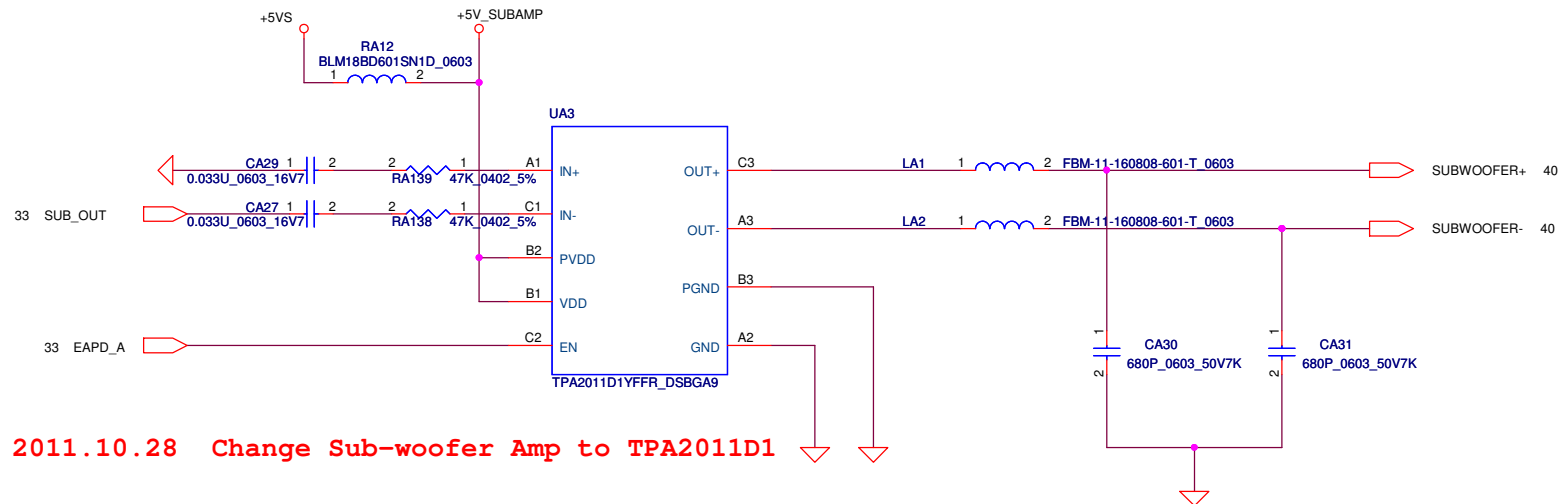 +5VS
+5V_SUBAMP
RA12
BLM18BD601SN1D_0603
1 2
UA3
CA29 1 2 2 1 A1 IN+
0.033U_0603_16V7 RA139 47K_0402_5%
33 SUB_OUT CA27 1 2 2 1 C1 IN-
0.033U_0603_16V7 RA138 47K_0402_5%
B2 PVDD
B1 VDD
33 EAPD_A C2 EN
OUT+ C3 LA1 1 2 FBM-11-160808-601-T_0603 SUBWOOFER+ 40
OUT- A3 LA2 1 2 FBM-11-160808-601-T_0603 SUBWOOFER- 40
PGND B3
GND A2
TPA2011D1YFFR_DSBGA9
1 CA30 2
680P_0603_50V7K
1 CA31 2
680P_0603_50V7K
2011.10.28 Change Sub-woofer Amp to TPA2011D1